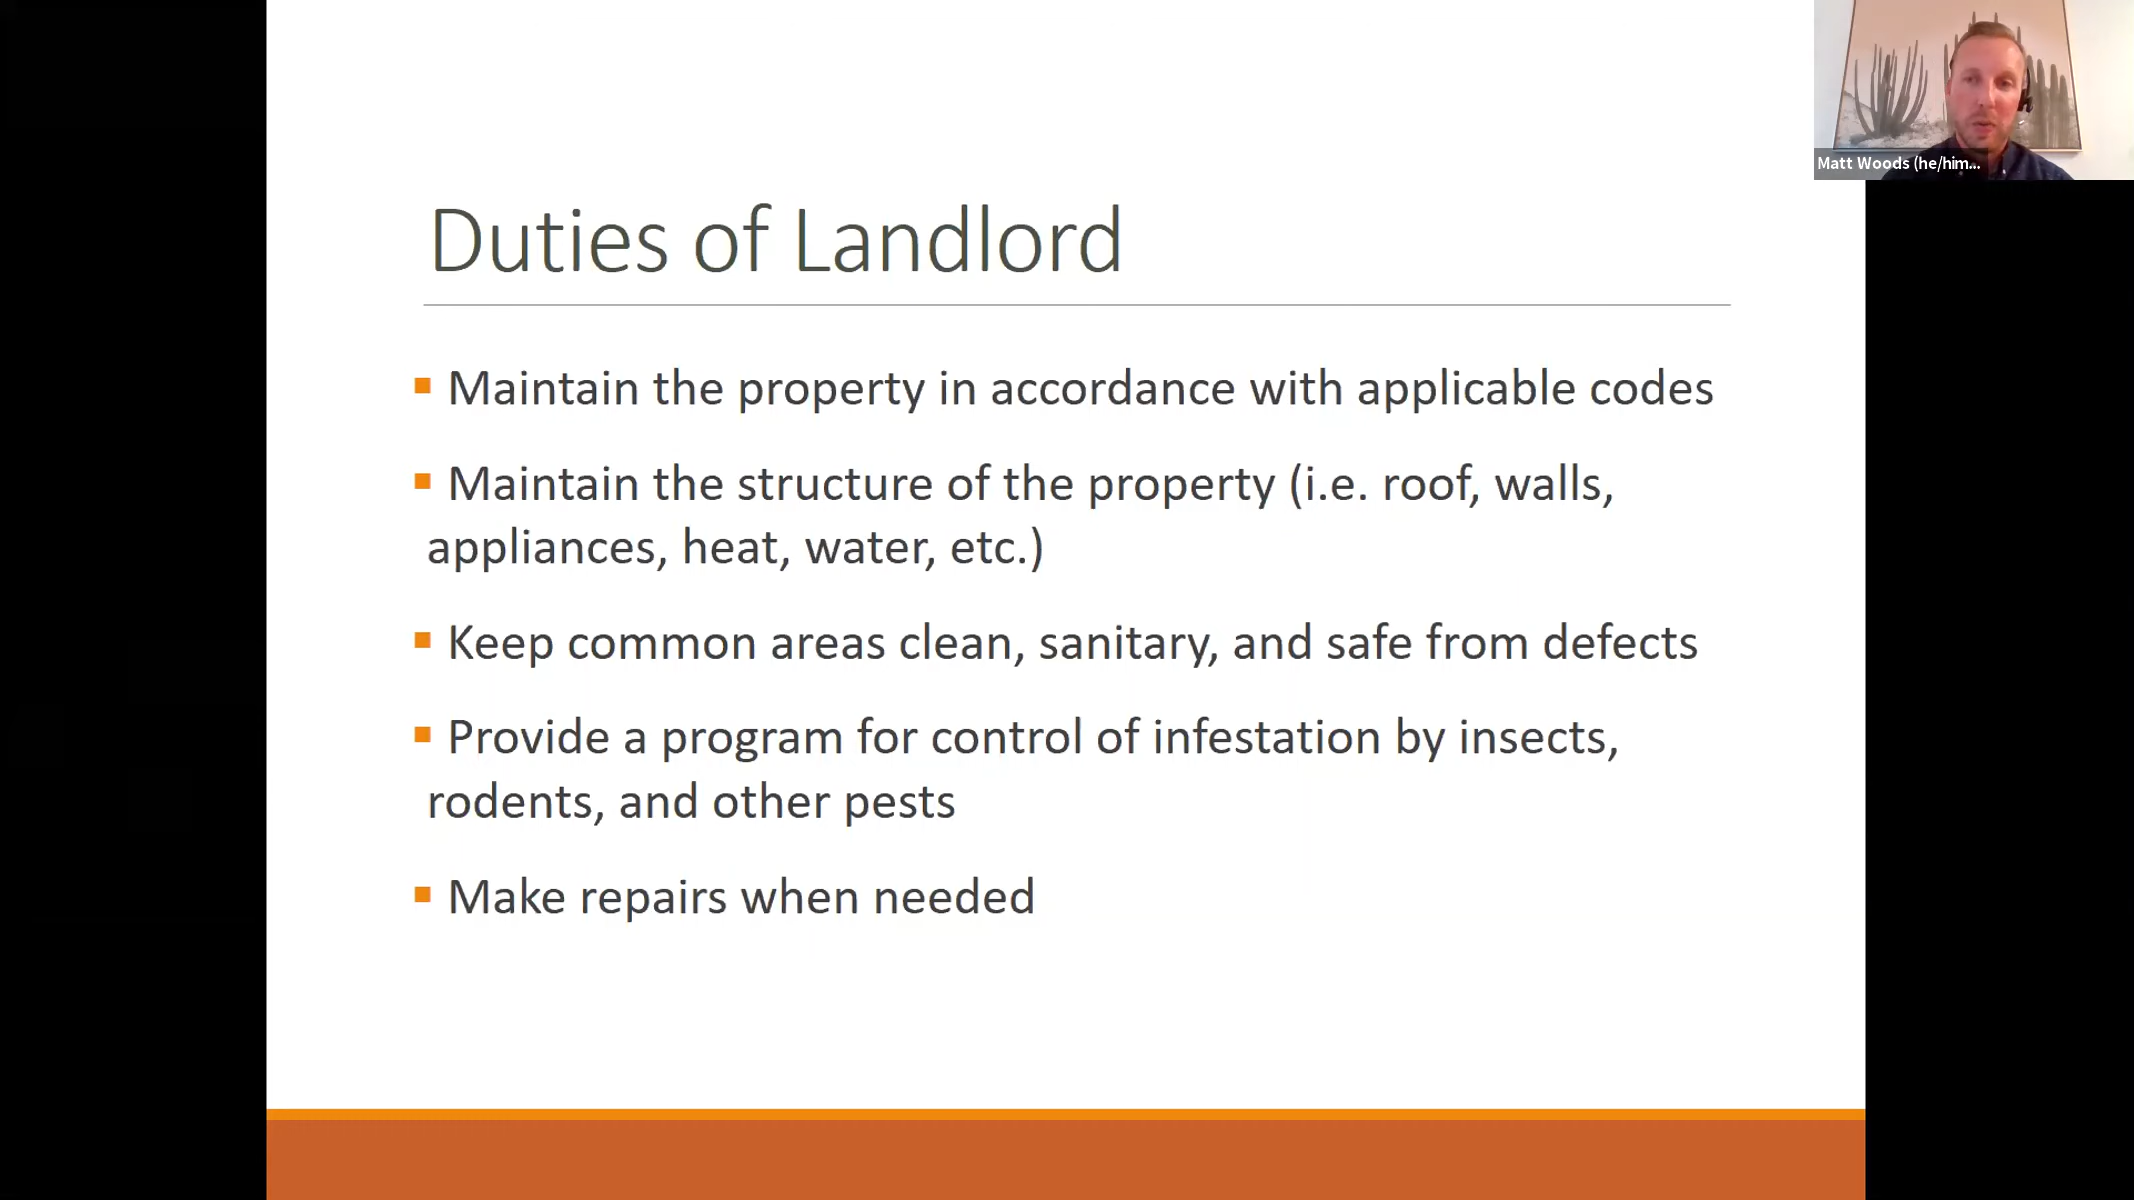 Matt Woods (he/him...
Duties of Landlord
▪ Maintain the property in accordance with applicable codes
▪ Maintain the structure of the property (i.e. roof, walls,
appliances, heat, water, etc.)
▪ Keep common areas clean, sanitary, and safe from defects
▪ Provide a program for control of infestation by insects,
rodents, and other pests
▪ Make repairs when needed